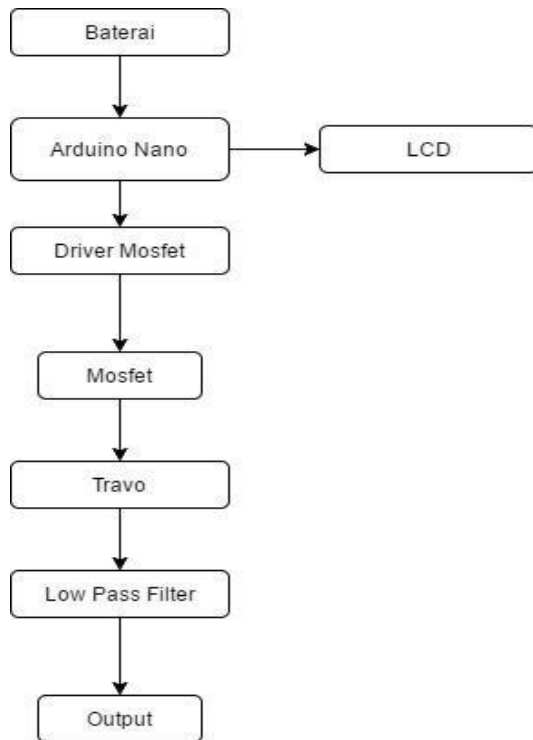 Baterai
Arduino Nano
LCD
Driver Mosfet
Mosfet
Travo
Low Pass Filter
Output